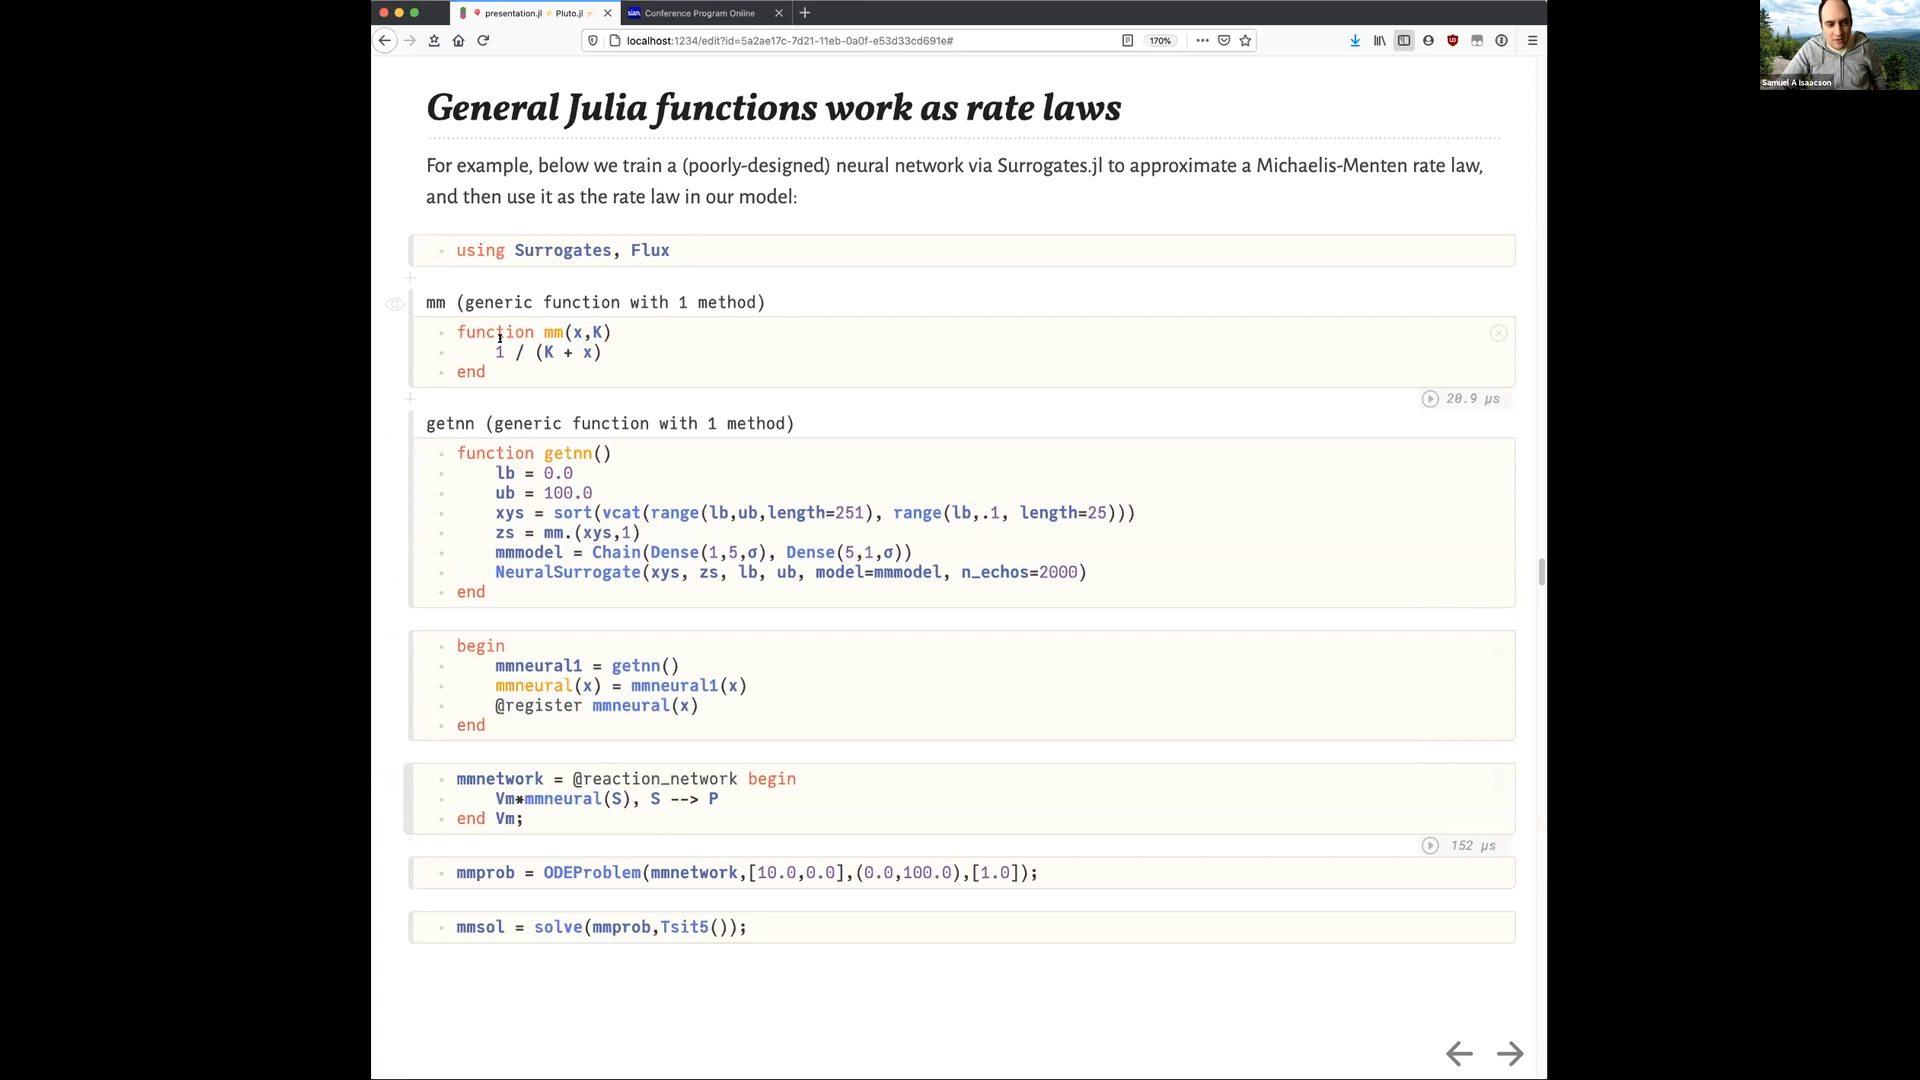 presentation.jl ⚡ Pluto.jl ⚡
siam. Conference Program Online
localhost:1234/edit?id=5a2ae17c-7d21-11eb-0a0f-e53d33cd691e#
170%
Samuel A Isaacson
General Julia functions work as rate laws
For example, below we train a (poorly-designed) neural network via Surrogates.jl to approximate a Michaelis-Menten rate law,
and then use it as the rate law in our model:
using Surrogates, Flux
mm (generic function with 1 method)
function mm(x,K)
1 / (K + x)
end
20.9 μs
getnn (generic function with 1 method)
function getnn()
lb = 0.0
ub = 100.0
xys = sort(vcat(range(lb,ub,length=251), range(lb,.1, length=25)))
zs = mm.(xys,1)
mmmodel = Chain(Dense(1,5,σ), Dense(5,1,σ))
NeuralSurrogate(xys, zs, lb, ub, model=mmmodel, n_echos=2000)
end
begin
mmneural1 = getnn()
mmneural(x) = mmneural1(x)
@register mmneural(x)
end
mmnetwork = @reaction_network begin
Vm*mmneural(S), S --> P
end Vm;
152 μs
mmprob = ODEProblem(mmnetwork,[10.0,0.0],(0.0,100.0),[1.0]);
mmsol = solve(mmprob,Tsit5());